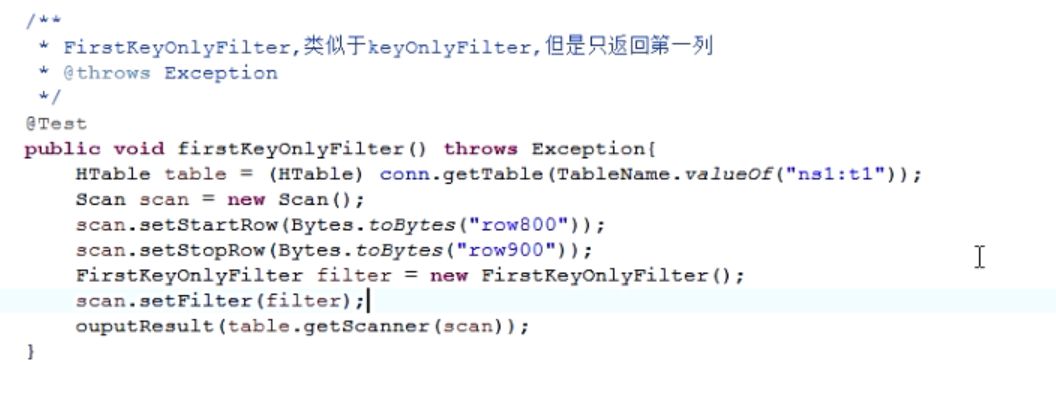 /**
 * FirstKeyOnlyFilter,类似于keyOnlyFilter,但是只返回第一列
 * @throws Exception
 */
@Test
public void firstKeyOnlyFilter() throws Exception{
    HTable table = (HTable) conn.getTable(TableName.valueOf("ns1:t1"));
    Scan scan = new Scan();
    scan.setStartRow(Bytes.toBytes("row800"));
    scan.setStopRow(Bytes.toBytes("row900"));
    FirstKeyOnlyFilter filter = new FirstKeyOnlyFilter();
    scan.setFilter(filter);
    ouputResult(table.getScanner(scan));
}